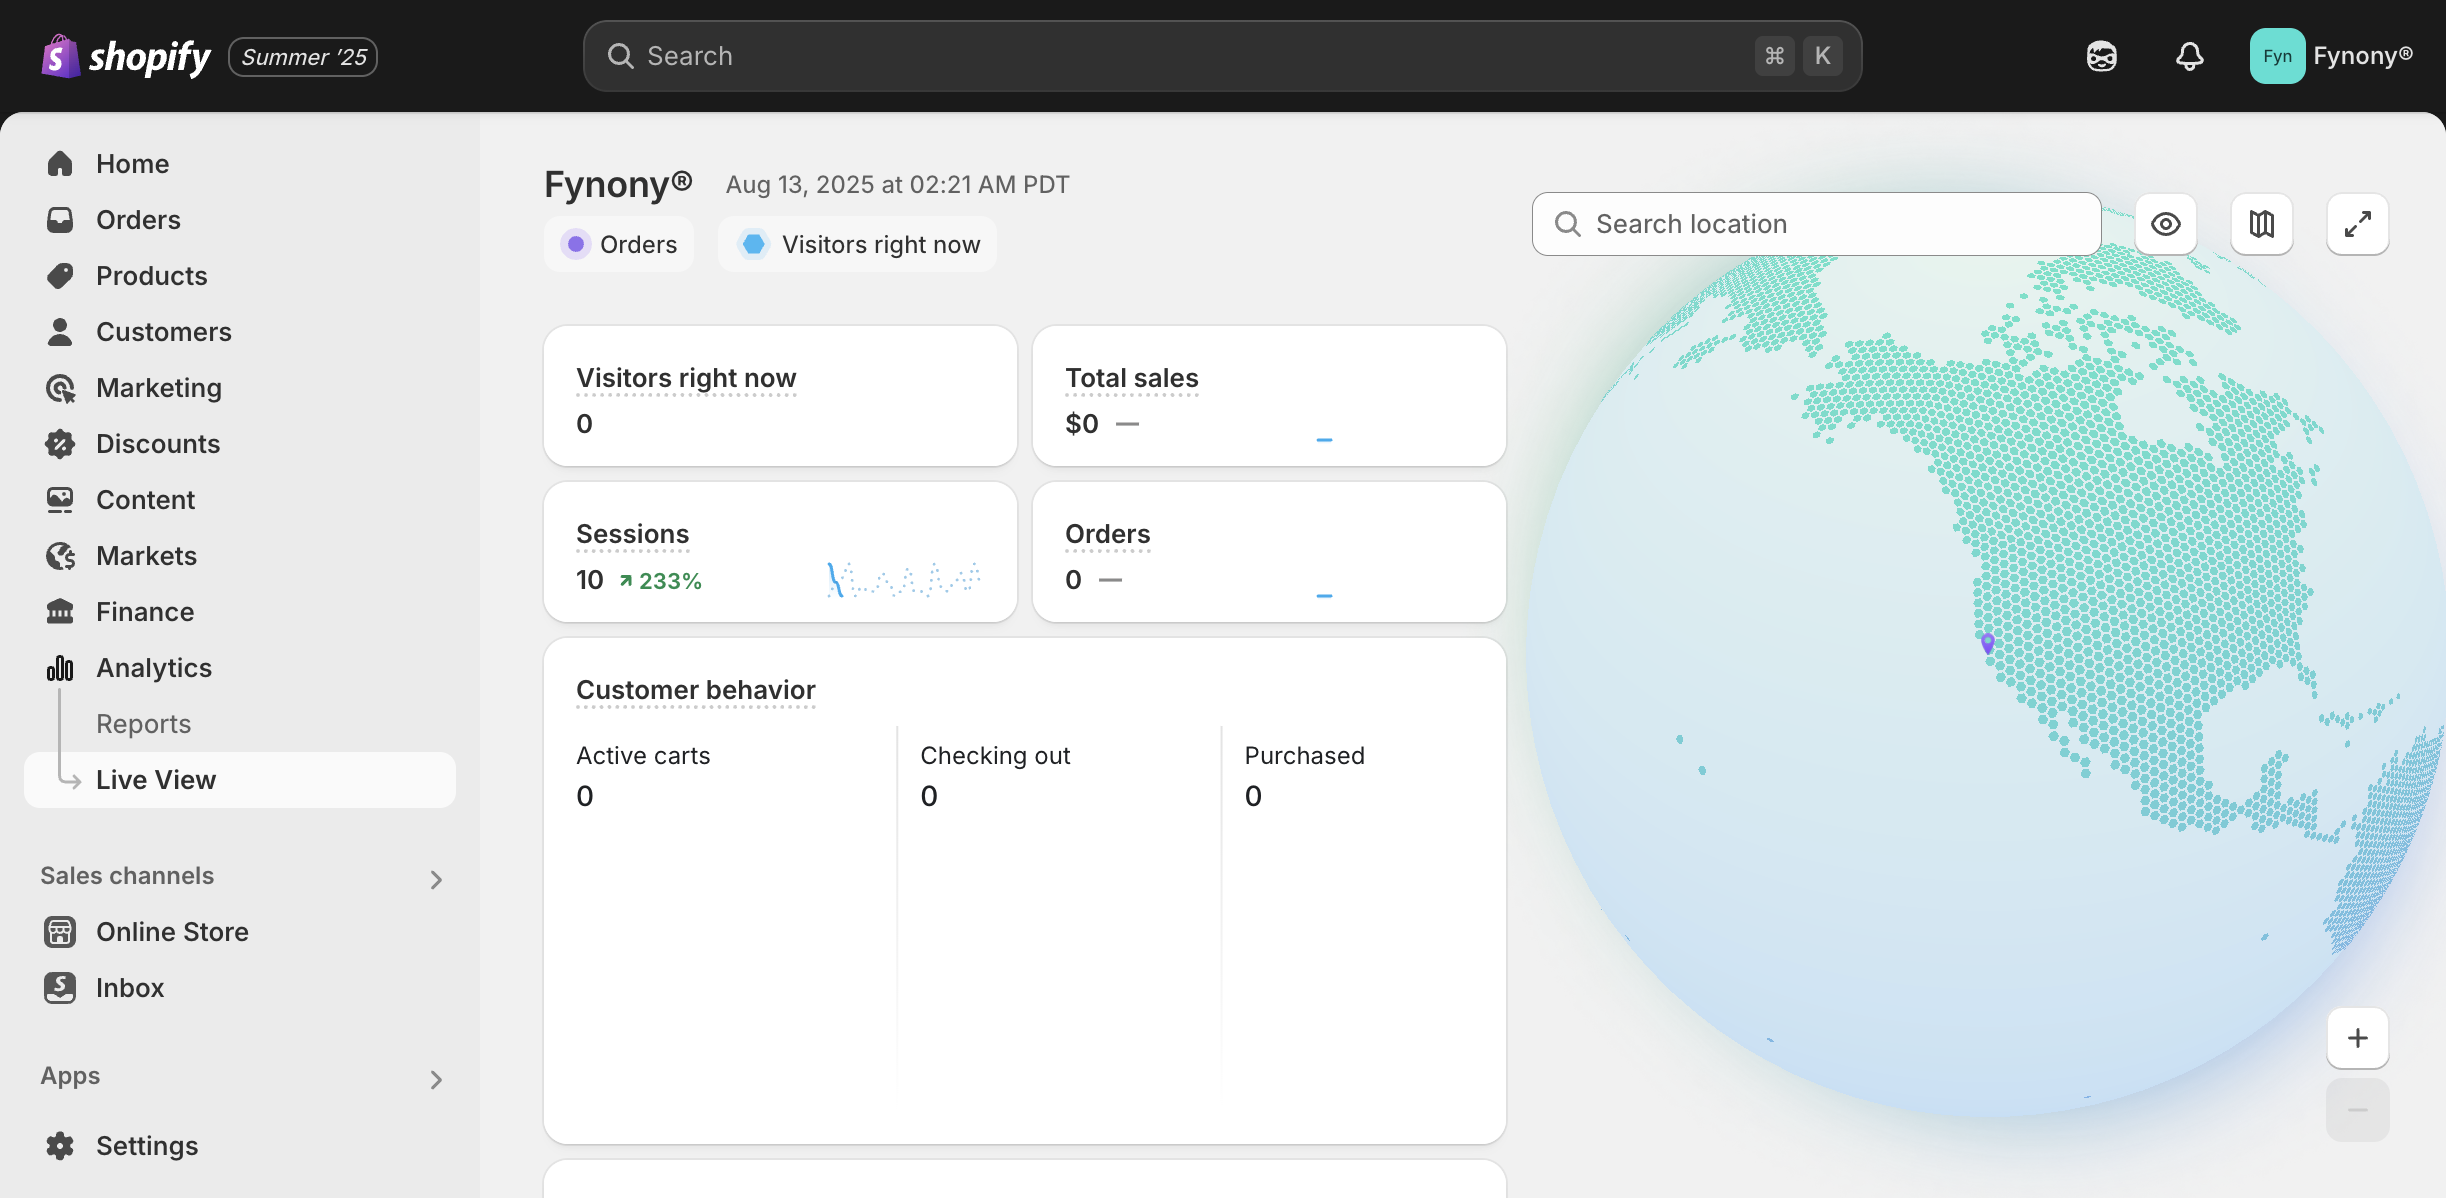 shopify Summer ’25
Search ⌘ K
Fyn Fynony®
Home
Orders
Products
Customers
Marketing
Discounts
Content
Markets
Finance
Analytics
Reports
Live View
Sales channels
Online Store
Inbox
Apps
Settings
Fynony® Aug 13, 2025 at 02:21 AM PDT
Orders Visitors right now
Search location
Visitors right now
0
Total sales
$0 —
Sessions
10 233%
Orders
0 —
Customer behavior
Active carts
0
Checking out
0
Purchased
0